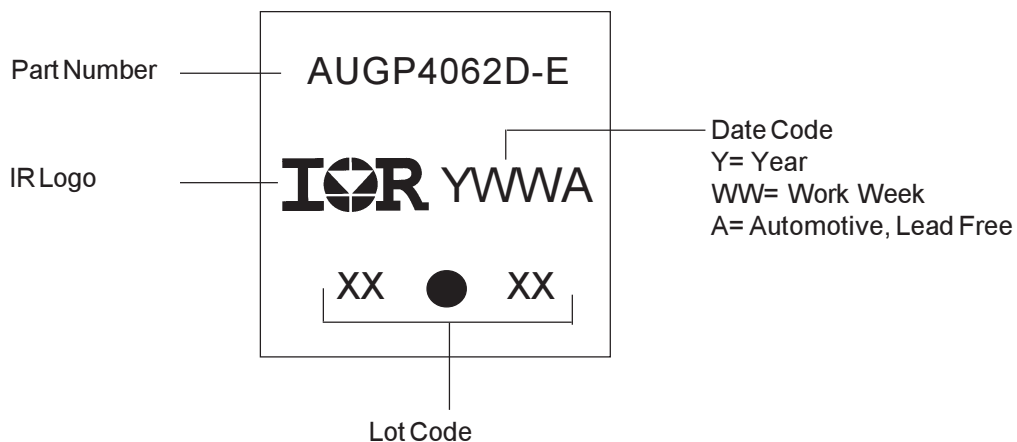 Part Number
AUGP4062D-E
IR Logo
IOR YWWA
Date Code
Y= Year
WW= Work Week
A= Automotive, Lead Free
XX ● XX
Lot Code